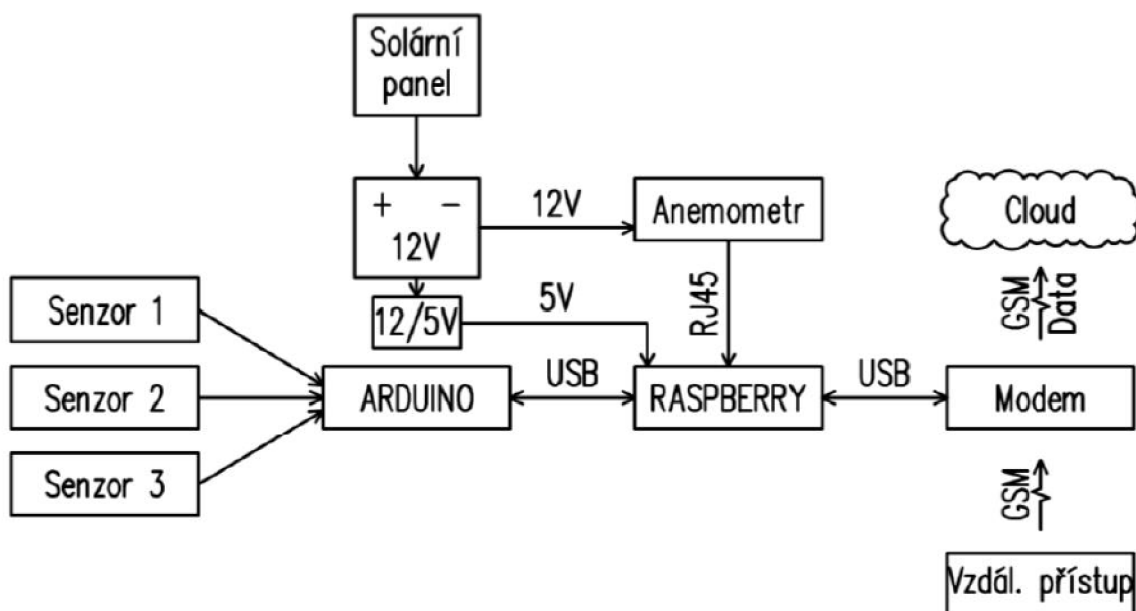 Solární
panel
+ -
12V
12V
Anemometr
Cloud
12/5V
5V
RJ45
GSM
Data
Senzor 1
Senzor 2
Senzor 3
ARDUINO
USB
RASPBERRY
USB
Modem
GSM
Vzdál. přístup